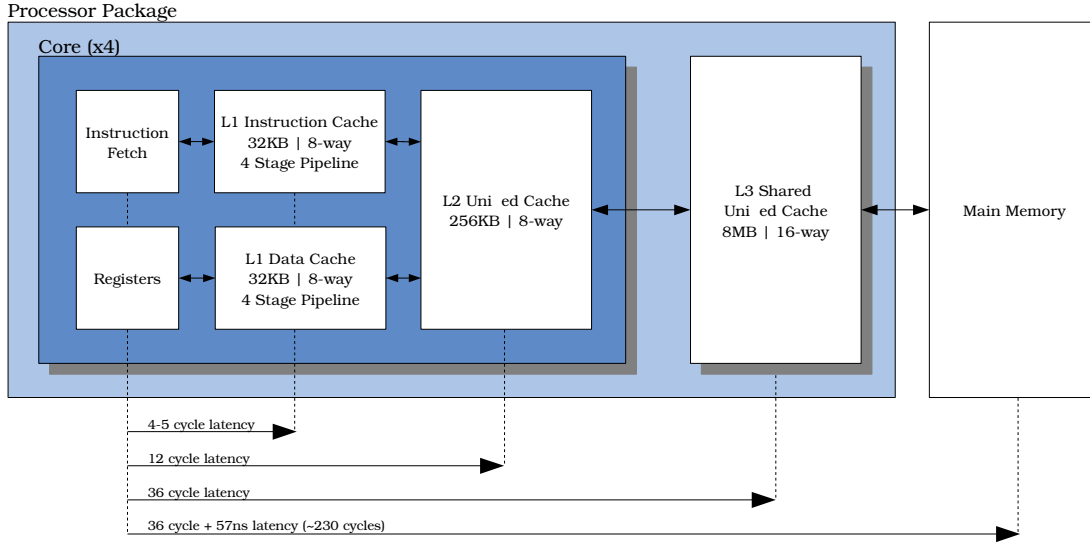 Processor Package
Core (x4)
Instruction
Fetch
L1 Instruction Cache
32KB | 8-way
4 Stage Pipeline
Registers
L1 Data Cache
32KB | 8-way
4 Stage Pipeline
L2 Uni ed Cache
256KB | 8-way
L3 Shared
Uni ed Cache
8MB | 16-way
Main Memory
4-5 cycle latency
12 cycle latency
36 cycle latency
36 cycle + 57ns latency (~230 cycles)